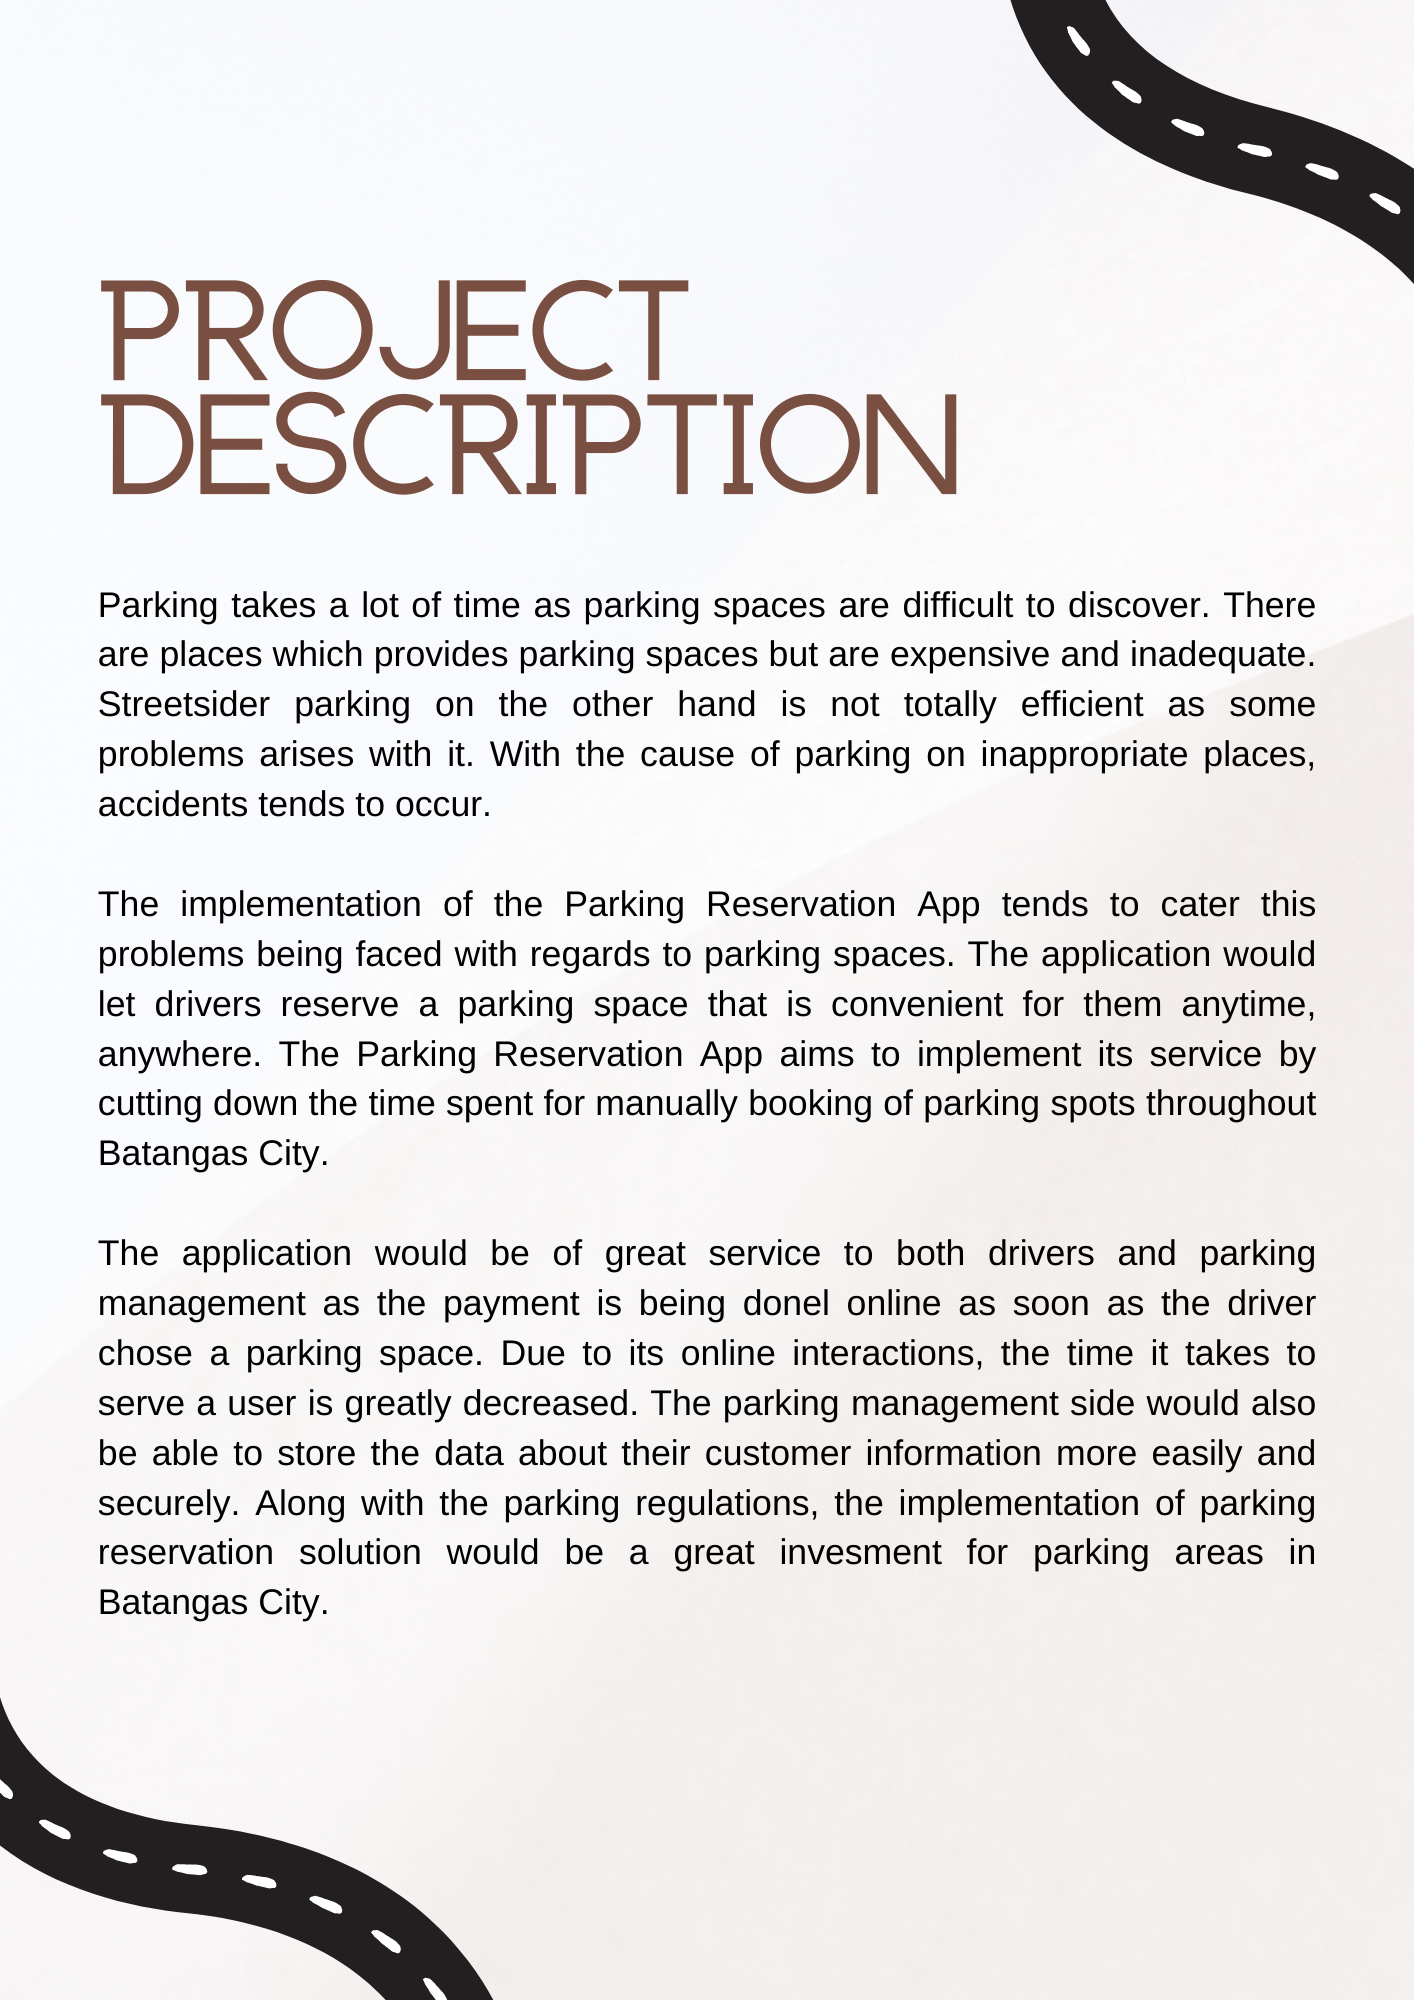 PROJECT
DESCRIPTION
Parking takes a lot of time as parking spaces are difficult to discover. There
are places which provides parking spaces but are expensive and inadequate.
Streetsider parking on the other hand is not totally efficient as some
problems arises with it. With the cause of parking on inappropriate places,
accidents tends to occur.
The implementation of the Parking Reservation App tends to cater this
problems being faced with regards to parking spaces. The application would
let drivers reserve a parking space that is convenient for them anytime,
anywhere. The Parking Reservation App aims to implement its service by
cutting down the time spent for manually booking of parking spots throughout
Batangas City.
The application would be of great service to both drivers and parking
management as the payment is being donel online as soon as the driver
chose a parking space. Due to its online interactions, the time it takes to
serve a user is greatly decreased. The parking management side would also
be able to store the data about their customer information more easily and
securely. Along with the parking regulations, the implementation of parking
reservation solution would be a great invesment for parking areas in
Batangas City.